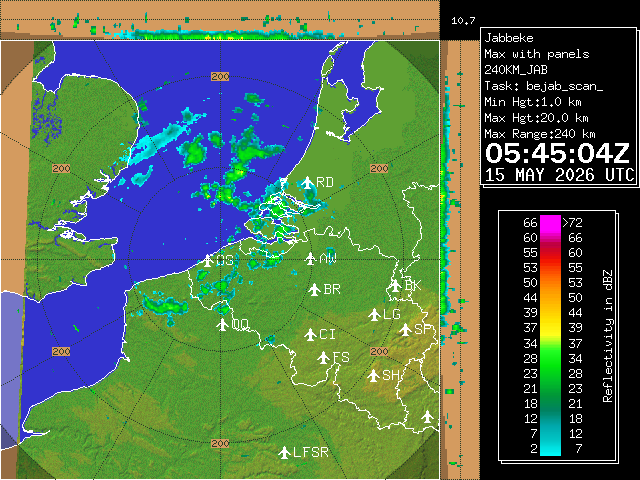 10.7
Jabbeke
Max with panels
240KM_JAB
Task: bejab_scan_
Min Hgt:1.0 km
Max Hgt:20.0 km
Max Range:240 km
05:45:04Z
15 MAY 2026 UTC
200
200
200
RD
OS
AW
BR
BK
LG
QQ
CI
SP
200
FS
SH
200
LFSR
66 >72
60 66
55 60
53 55
50 53
44 50
39 44
37 39
34 37
28 34
23 28
21 23
18 21
12 18
7 12
2 7
Reflectivity in dBZ